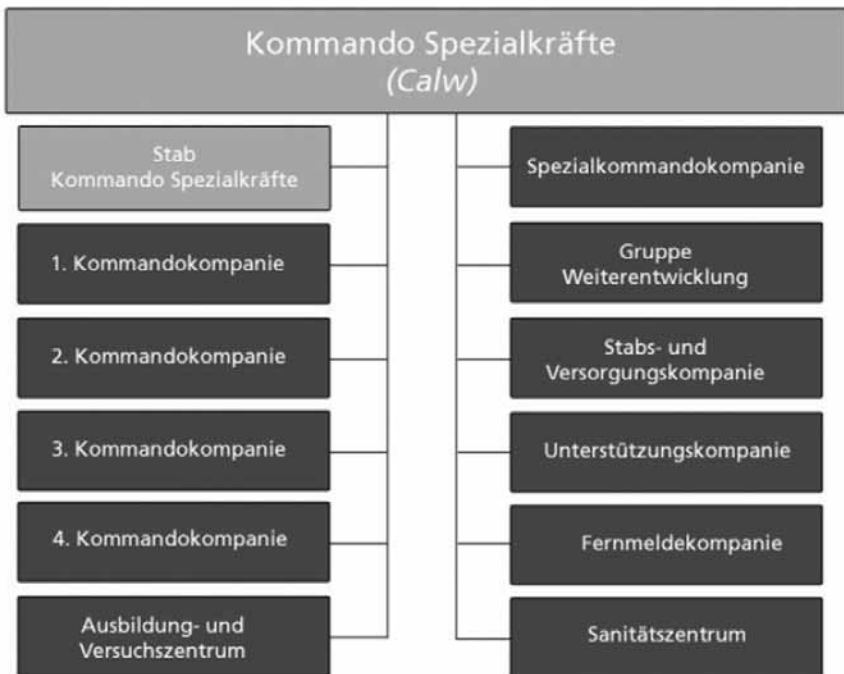 Kommando Spezialkräfte
(Calw)
Stab
Kommando Spezialkräfte
1. Kommandokompanie
2. Kommandokompanie
3. Kommandokompanie
4. Kommandokompanie
Ausbildung- und
Versuchszentrum
Spezialkommandokompanie
Gruppe
Weiterentwicklung
Stabs- und
Versorgungskompanie
Unterstützungskompanie
Fernmeldekompanie
Sanitätszentrum